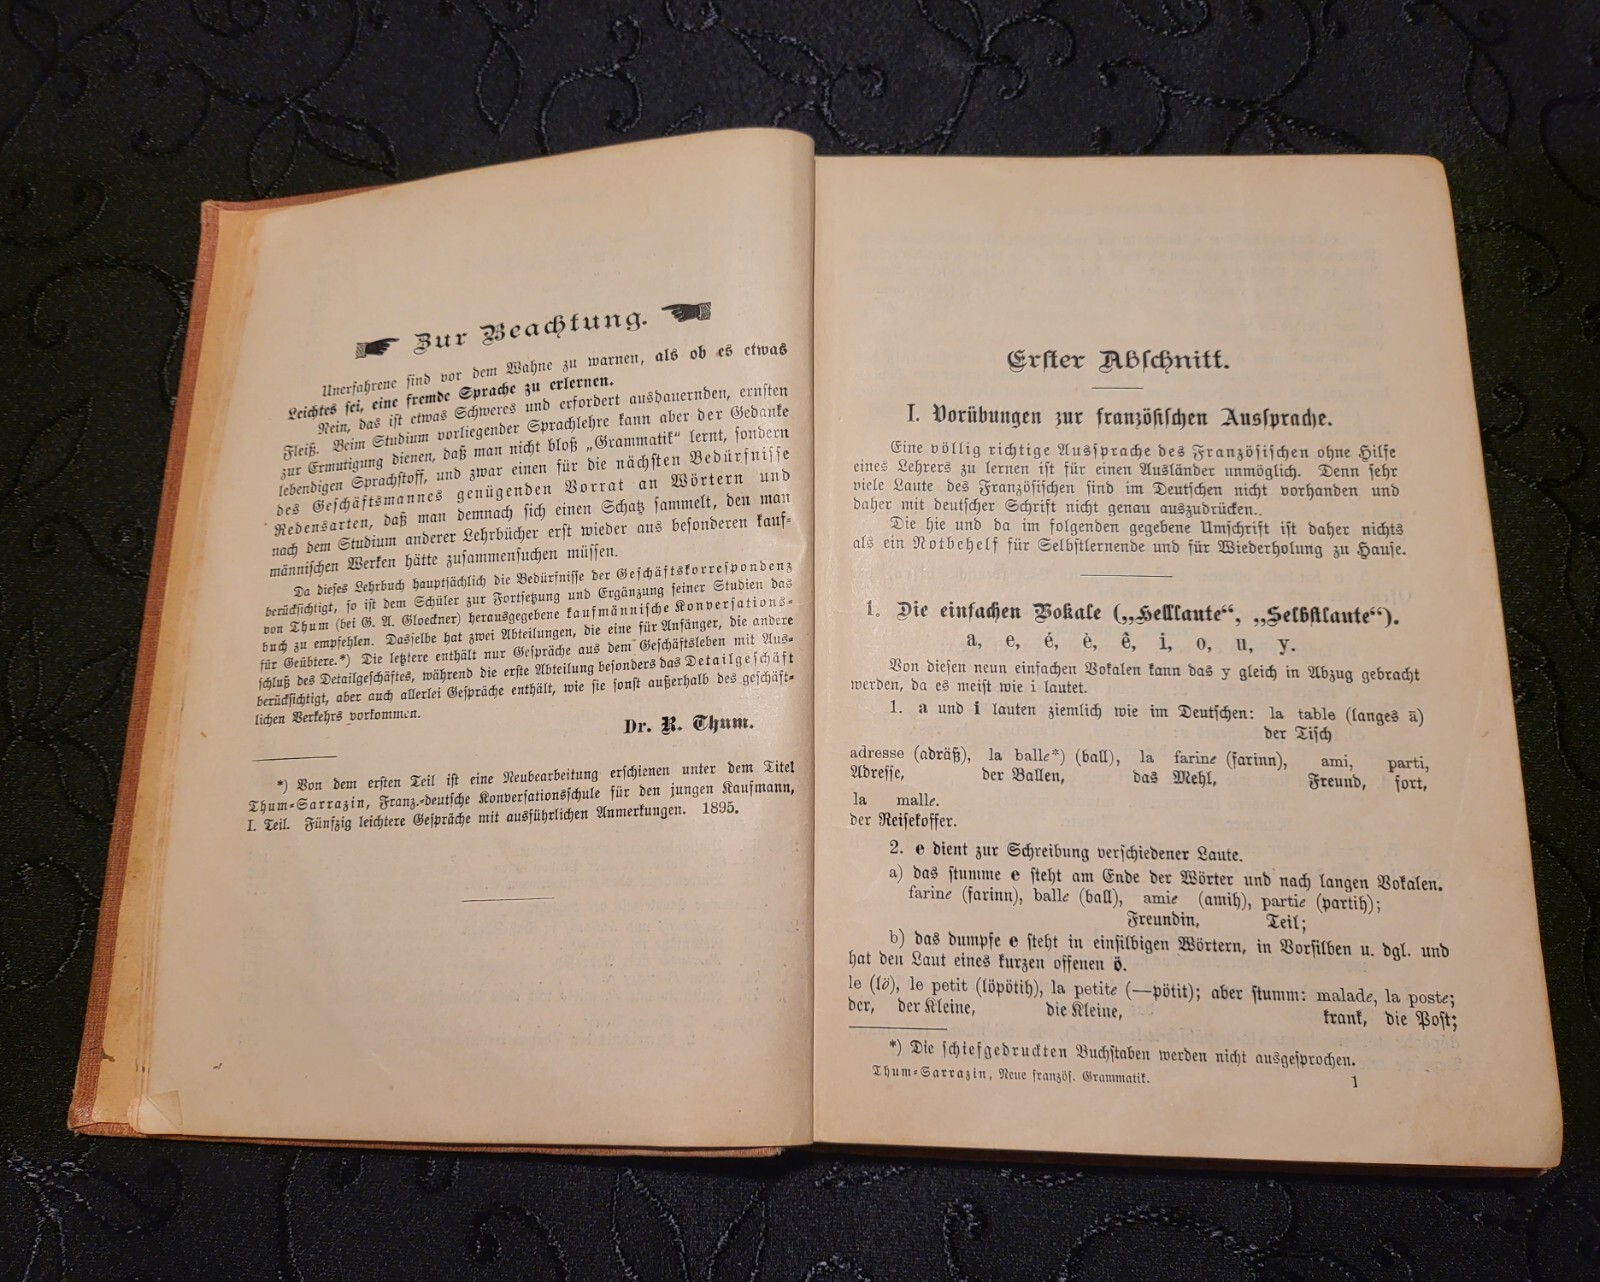 Zur Beachtung.
Unerfahrene sind vor dem Wahne zu warnen, als ob es etwas
Leichtes sei, eine fremde Sprache zu erlernen.
Nein, das ist etwas Schweres und erfordert ausdauernden, ernsten
Fleiß. Beim Studium vorliegender Sprachlehre kann aber der Gedanke
zur Ermutigung dienen, daß man nicht bloß „Grammatik“ lernt, sondern
lebendigen Sprachstoff, und zwar einen für die nächsten Bedürfnisse
des Geschäftsmannes genügenden Vorrat an Wörtern und
Redensarten, daß man demnach sich einen Schatz sammelt, den man
nach dem Studium anderer Lehrbücher erst wieder aus besonderen kauf-
männischen Werken hätte zusammensuchen müssen.
Da dieses Lehrbuch hauptsächlich die Bedürfnisse der Geschäftskorrespondenz
berücksichtigt, so ist dem Schüler zur Fortsetzung und Ergänzung seiner Studien das
von Thum (bei G. A. Gloeckner) herausgegebene kaufmännische Konversations-
buch zu empfehlen. Dasselbe hat zwei Abteilungen, die eine für Anfänger, die andere
für Geübtere.*) Die letztere enthält nur Gespräche aus dem Geschäftsleben mit Aus-
schluß des Detailgeschäftes, während die erste Abteilung besonders das Detailgeschäft
berücksichtigt, aber auch allerlei Gespräche enthält, wie sie sonst außerhalb des geschäft-
lichen Verkehrs vorkommen.
Dr. R. Thum.
*) Von dem ersten Teil ist eine Neubearbeitung erschienen unter dem Titel
Thum-Sarrazin, Franz.-deutsche Konversationsschule für den jungen Kaufmann,
I. Teil. Fünfzig leichtere Gespräche mit ausführlichen Anmerkungen. 1895.
Erster Abschnitt.
I. Vorübungen zur französischen Aussprache.
Eine völlig richtige Aussprache des Französischen ohne Hilfe
eines Lehrers zu lernen ist für einen Ausländer unmöglich. Denn sehr
viele Laute des Französischen sind im Deutschen nicht vorhanden und
daher mit deutscher Schrift nicht genau auszudrücken.
Die hie und da im folgenden gegebene Umschrift ist daher nichts
als ein Notbehelf für Selbstlernende und für Wiederholung zu Hause.
1. Die einfachen Vokale („Hellaute“, „Selbstlaute“).
a, e, é, è, ê, i, o, u, y.
Von diesen neun einfachen Vokalen kann das y gleich in Abzug gebracht
werden, da es meist wie i lautet.
1. a und i lauten ziemlich wie im Deutschen: la table (langes ā)
der Tisch
adresse (adräß), la balle*) (ball), la farine (farinn), ami, parti,
Adresse, der Ballen, das Mehl, Freund, fort,
la malle.
der Reisekoffer.
2. e dient zur Schreibung verschiedener Laute.
a) das stumme e steht am Ende der Wörter und nach langen Vokalen.
farine (farinn), balle (ball), amie (amih), partie (partih);
Freundin, Teil;
b) das dumpfe e steht in einsilbigen Wörtern, in Vorsilben u. dgl. und
hat den Laut eines kurzen offenen ö.
le (lö), le petit (löpötih), la petite (—pötit); aber stumm: malade, la poste;
der, der Kleine, die Kleine, krank, die Post;
*) Die schiefgedruckten Buchstaben werden nicht ausgesprochen.
Thum-Sarrazin, Neue französ. Grammatik.
1